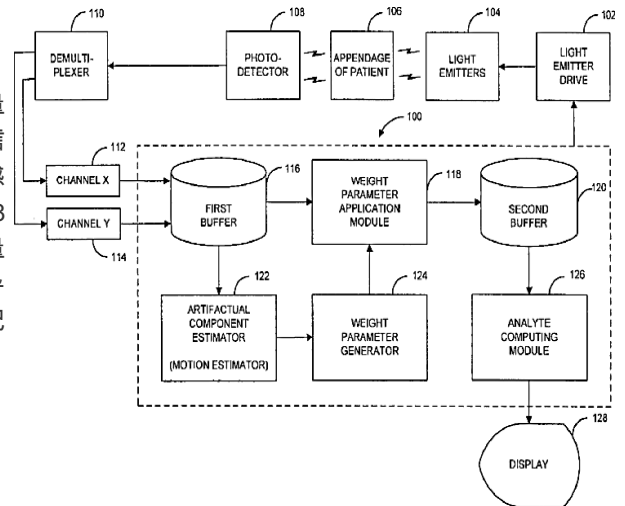 110
108
106
104
102
DEMULTI-
PLEXER
PHOTO-
DETECTOR
APPENDAGE
OF PATIENT
LIGHT
EMITTERS
LIGHT
EMITTER
DRIVE
100
112
CHANNEL X
CHANNEL Y
114
FIRST
BUFFER
116
WEIGHT
PARAMETER
APPLICATION
MODULE
118
SECOND
BUFFER
120
122
ARTIFACTUAL
COMPONENT
ESTIMATOR
(MOTION ESTIMATOR)
124
WEIGHT
PARAMETER
GENERATOR
126
ANALYTE
COMPUTING
MODULE
128
DISPLAY